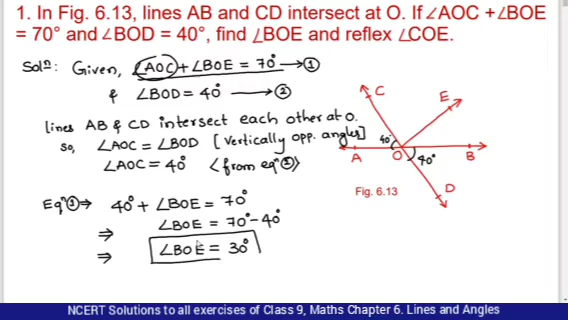 1. In Fig. 6.13, lines AB and CD intersect at O. If ∠AOC +∠BOE
= 70° and ∠BOD = 40°, find ∠BOE and reflex ∠COE.
Solⁿ: Given, ∠AOC + ∠BOE = 70° → ①
& ∠BOD = 40° → ②
lines AB & CD intersect each other at O.
So, ∠AOC = ∠BOD [Vertically opp. angles]
∠AOC = 40° <from eqⁿ ②>
Eqⁿ ① ⇒ 40° + ∠BOE = 70°
⇒ ∠BOE = 70° - 40°
⇒ ∠BOE = 30°
C
E
40°
A
O
40°
B
D
Fig. 6.13
NCERT Solutions to all exercises of Class 9, Maths Chapter 6. Lines and Angles